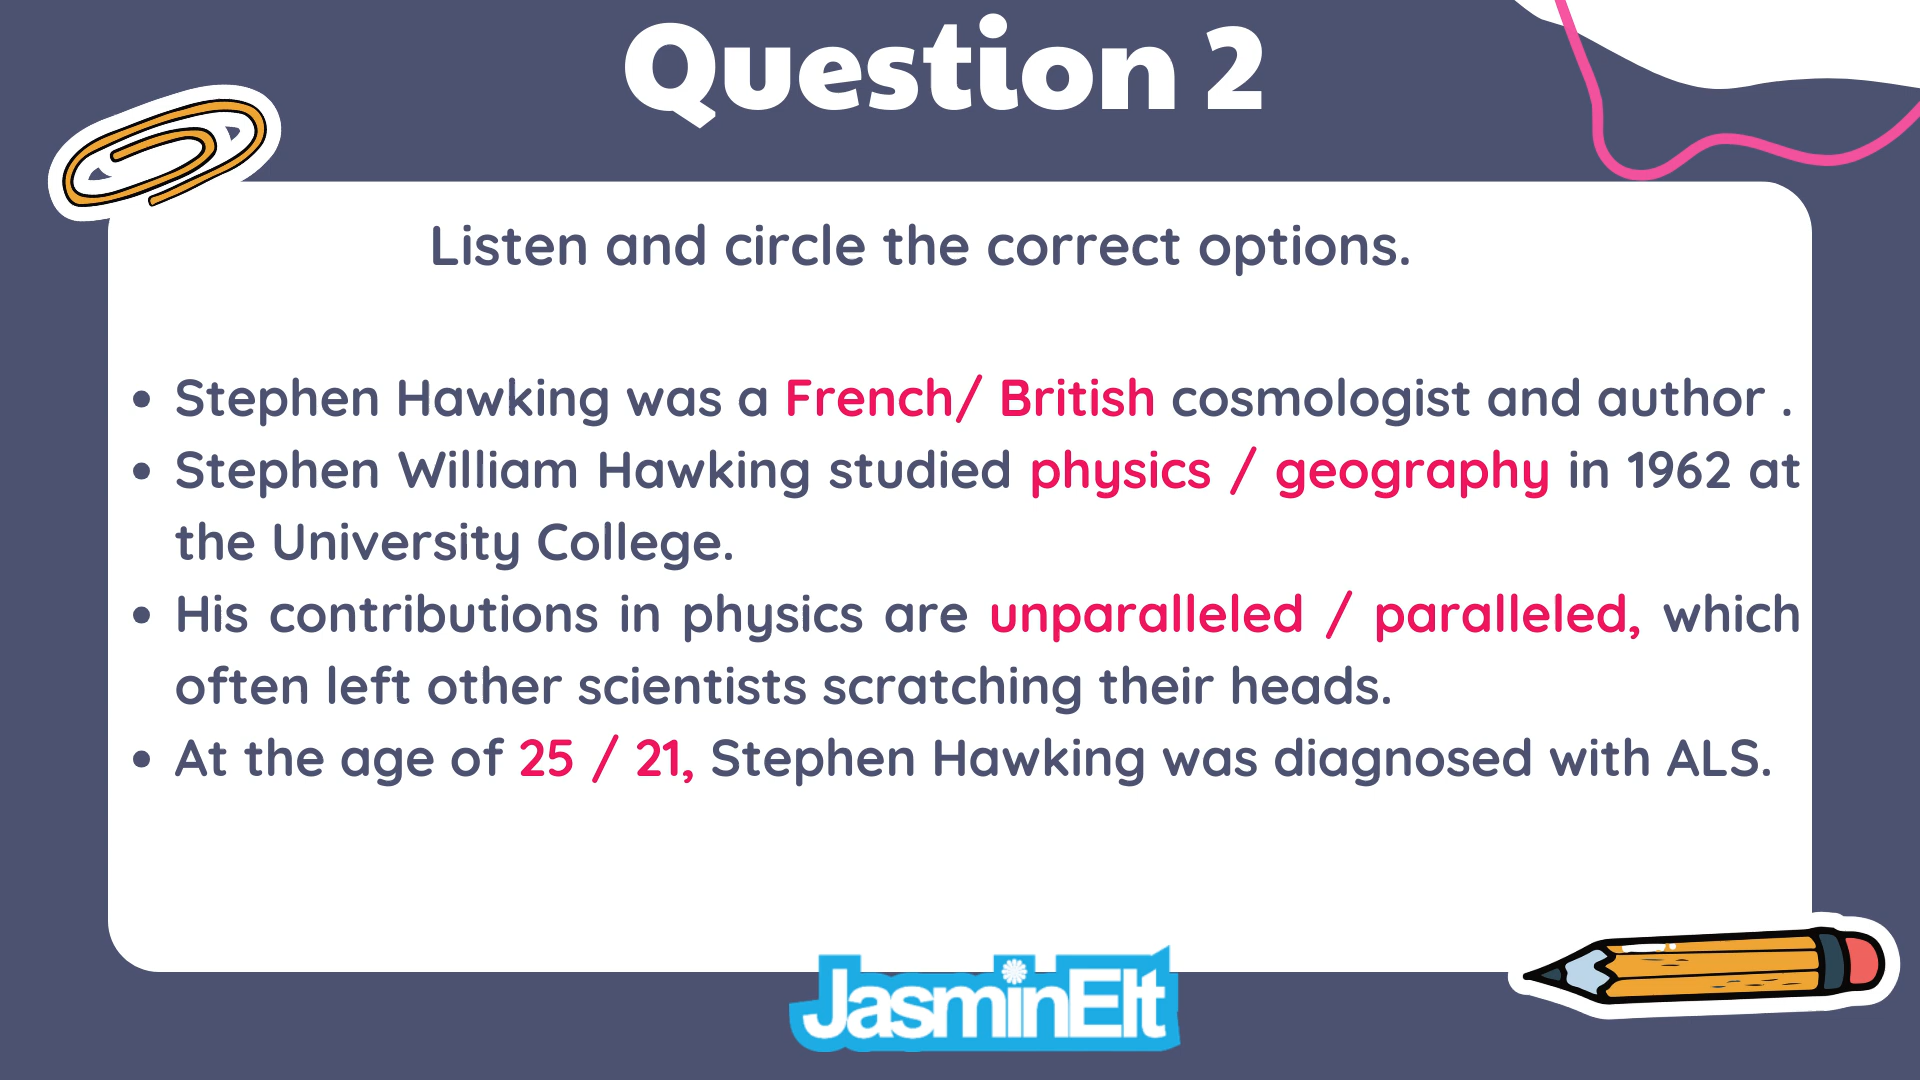 Question 2
Listen and circle the correct options.
• Stephen Hawking was a French/ British cosmologist and author .
• Stephen William Hawking studied physics / geography in 1962 at
the University College.
• His contributions in physics are unparalleled / paralleled, which
often left other scientists scratching their heads.
• At the age of 25 / 21, Stephen Hawking was diagnosed with ALS.
JasminElt